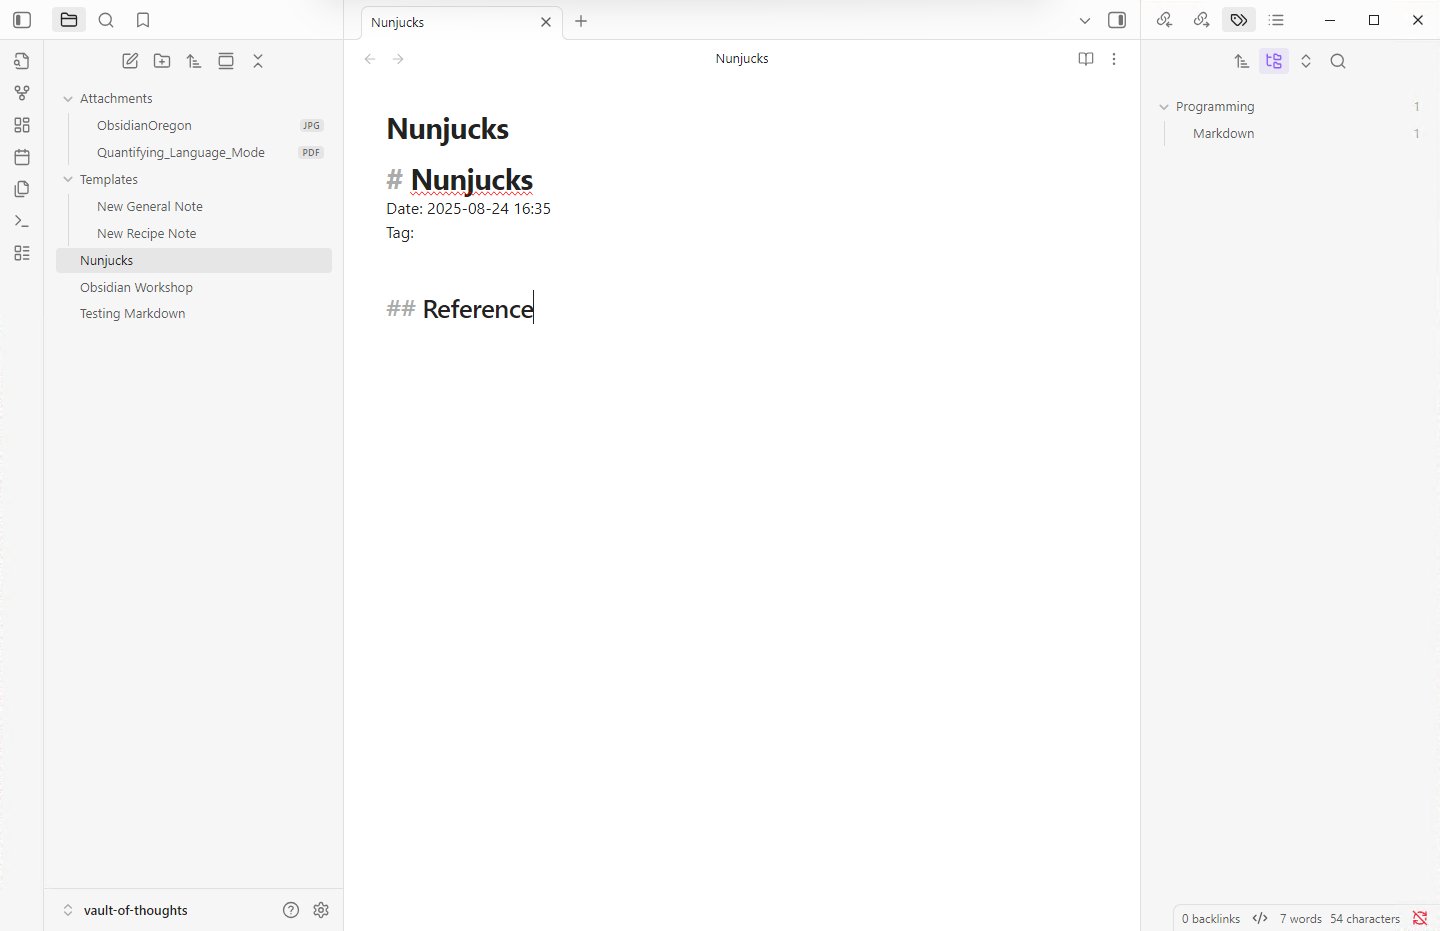 Nunjucks
Nunjucks
Attachments
ObsidianOregon JPG
Quantifying_Language_Mode PDF
Templates
New General Note
New Recipe Note
Nunjucks
Obsidian Workshop
Testing Markdown
vault-of-thoughts
Nunjucks
# Nunjucks
Date: 2025-08-24 16:35
Tag:
## Reference
Programming 1
Markdown 1
0 backlinks </> 7 words 54 characters